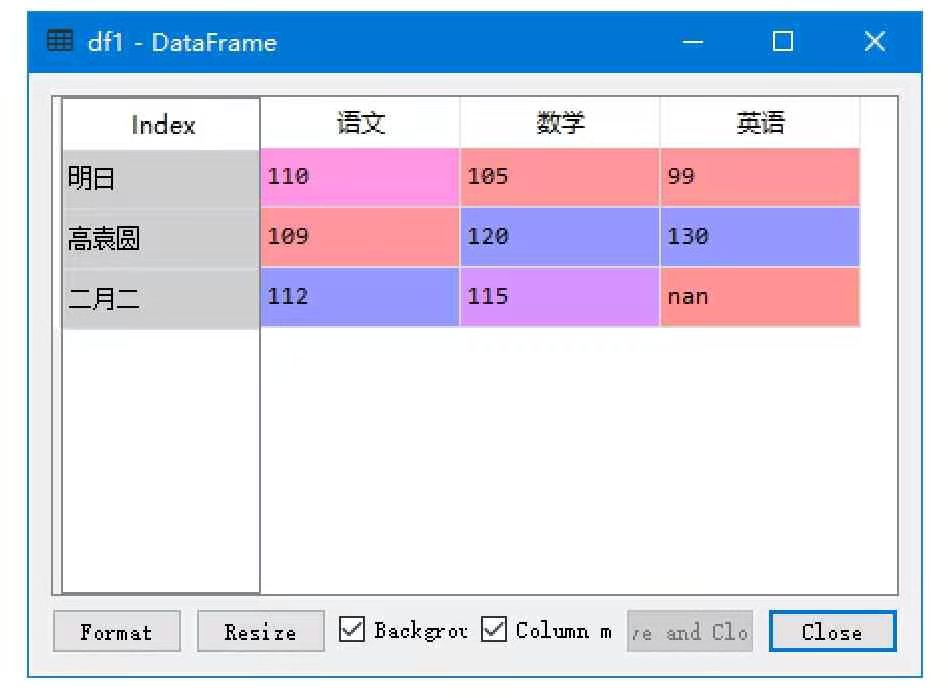 df1 - DataFrame
Index 语文 数学 英语
明日 110 105 99
高袁圆 109 120 130
二月二 112 115 nan
Format Resize Backgrou Column m ve and Clo Close